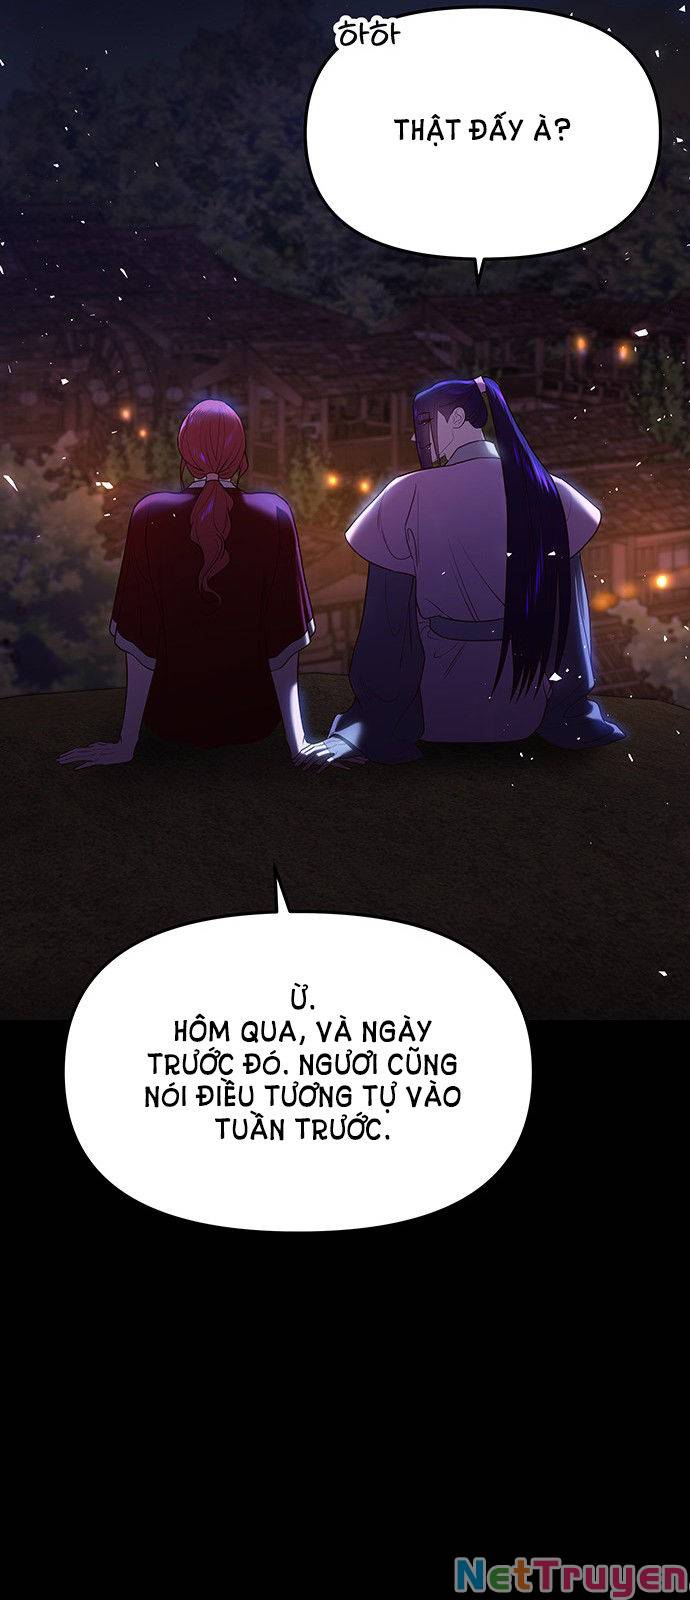 하하
THẬT ĐẤY À?
Ừ.
HÔM QUA, VÀ NGÀY
TRƯỚC ĐÓ. NGƯƠI CŨNG
NÓI ĐIỀU TƯƠNG TỰ VÀO
TUẦN TRƯỚC.
NetTruyen